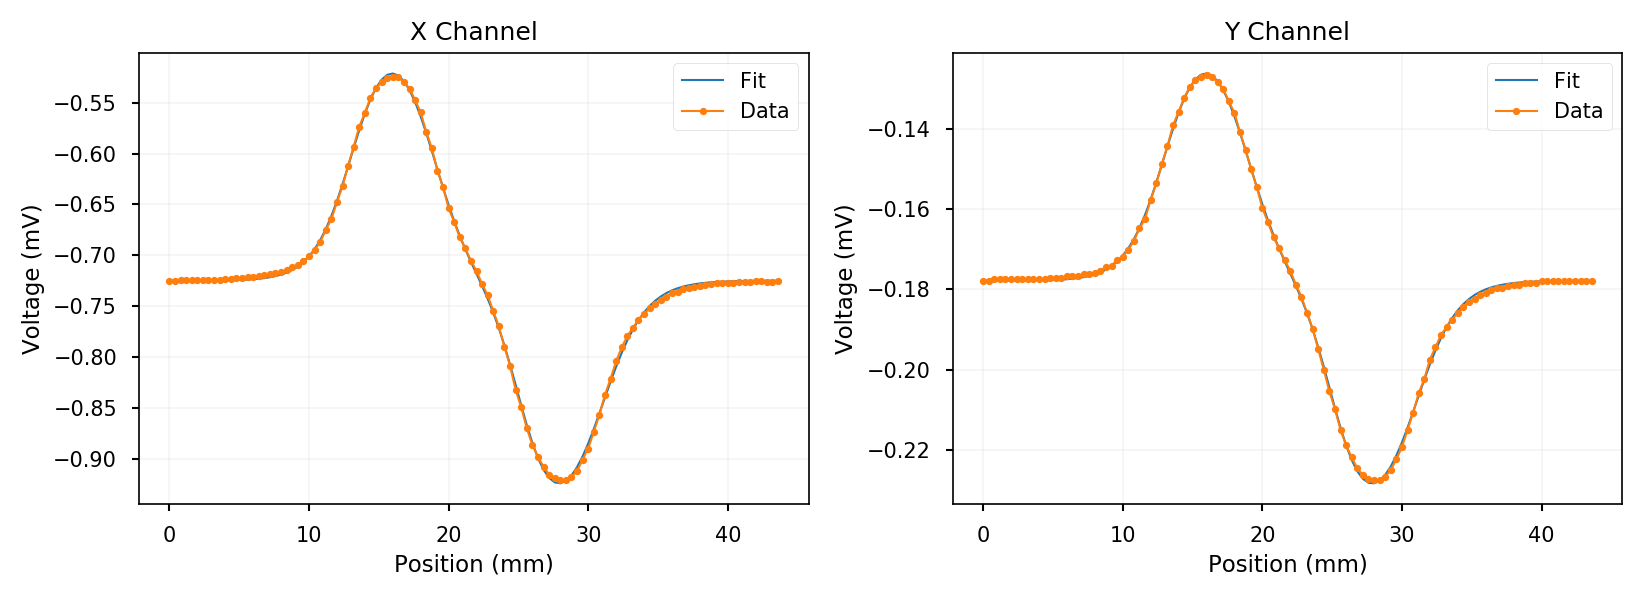 X Channel
Fit
Data
−0.55
−0.60
−0.65
−0.70
−0.75
−0.80
−0.85
−0.90
Voltage (mV)
0
10
20
30
40
Position (mm)
Y Channel
Fit
Data
−0.14
−0.16
−0.18
−0.20
−0.22
Voltage (mV)
0
10
20
30
40
Position (mm)